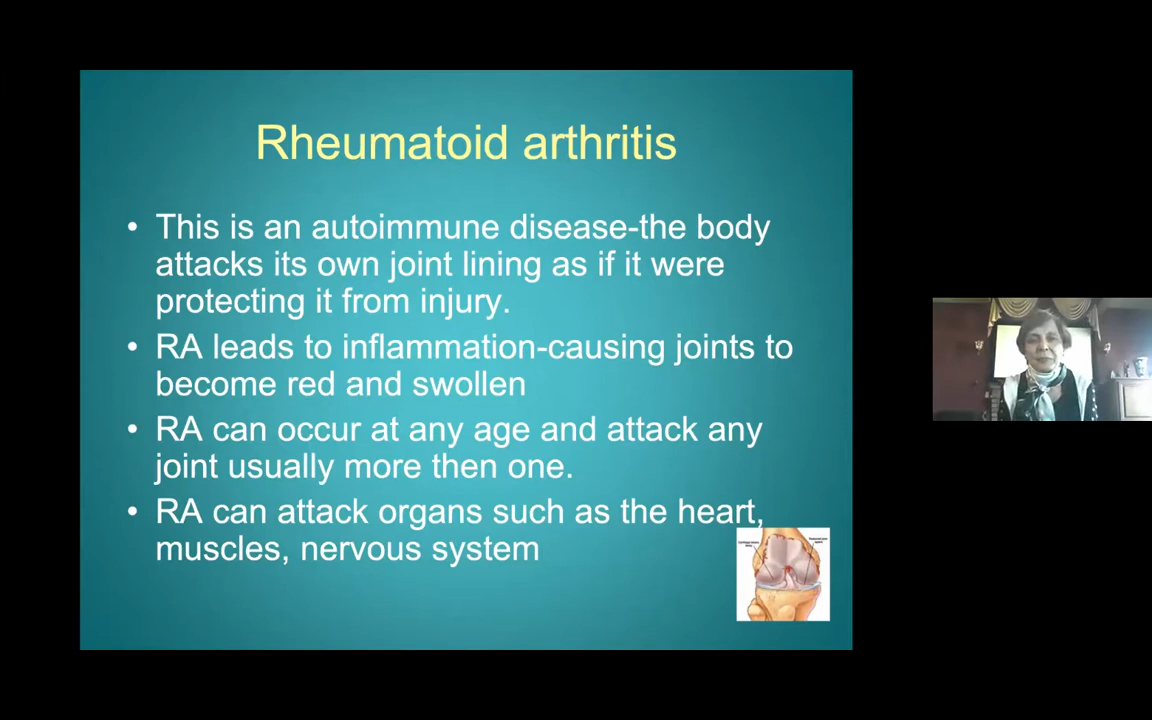 Rheumatoid arthritis
• This is an autoimmune disease-the body
attacks its own joint lining as if it were
protecting it from injury.
• RA leads to inflammation-causing joints to
become red and swollen
• RA can occur at any age and attack any
joint usually more then one.
• RA can attack organs such as the heart,
muscles, nervous system